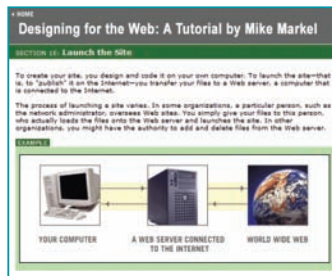 HOME
Designing for the Web: A Tutorial by Mike Markel
SECTION 1E: Launch the Site
To create your site, you design and code it on your own computer. To launch the site—that
is, to "publish" it on the Internet—you transfer your files to a Web server, a computer that
is connected to the Internet.
The process of launching a site varies. In some organizations, a particular person, such as
the network administrator, oversees Web sites. You simply give your files to this person,
who actually loads the files onto the Web server and launches the site. In other
organizations, you might have the authority to add and delete files from the Web server.
EXAMPLE
YOUR COMPUTER
A WEB SERVER CONNECTED
TO THE INTERNET
WORLD WIDE WEB